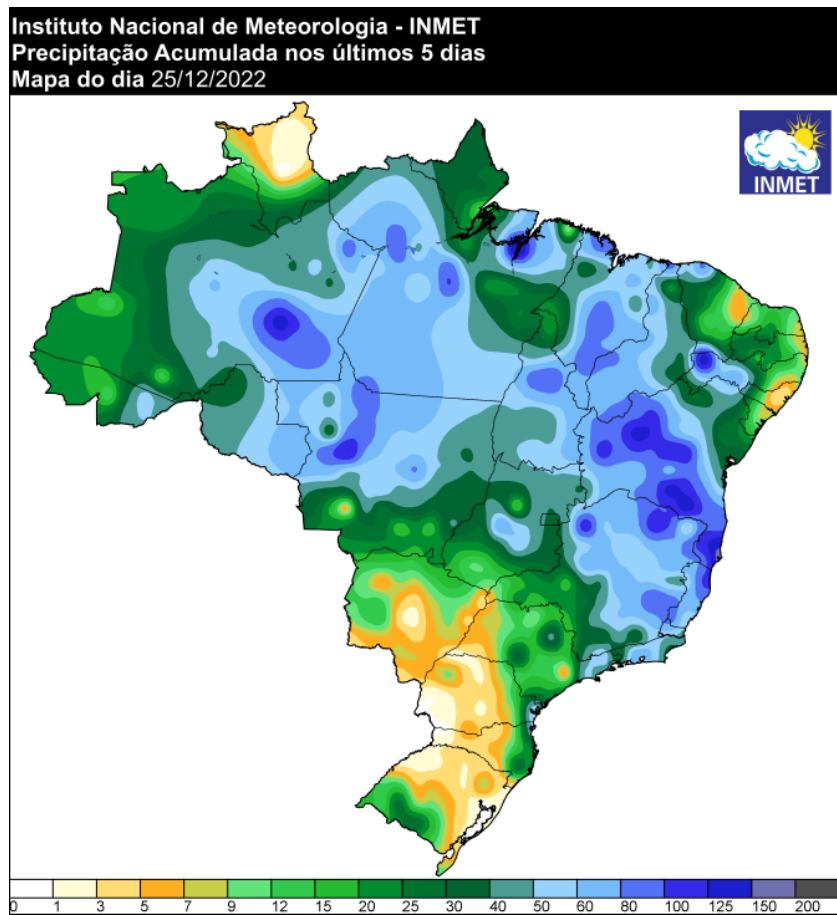 Instituto Nacional de Meteorologia - INMET
Precipitação Acumulada nos últimos 5 dias
Mapa do dia 25/12/2022
INMET
0 1 3 5 7 9 12 15 20 25 30 40 50 60 80 100 125 150 200